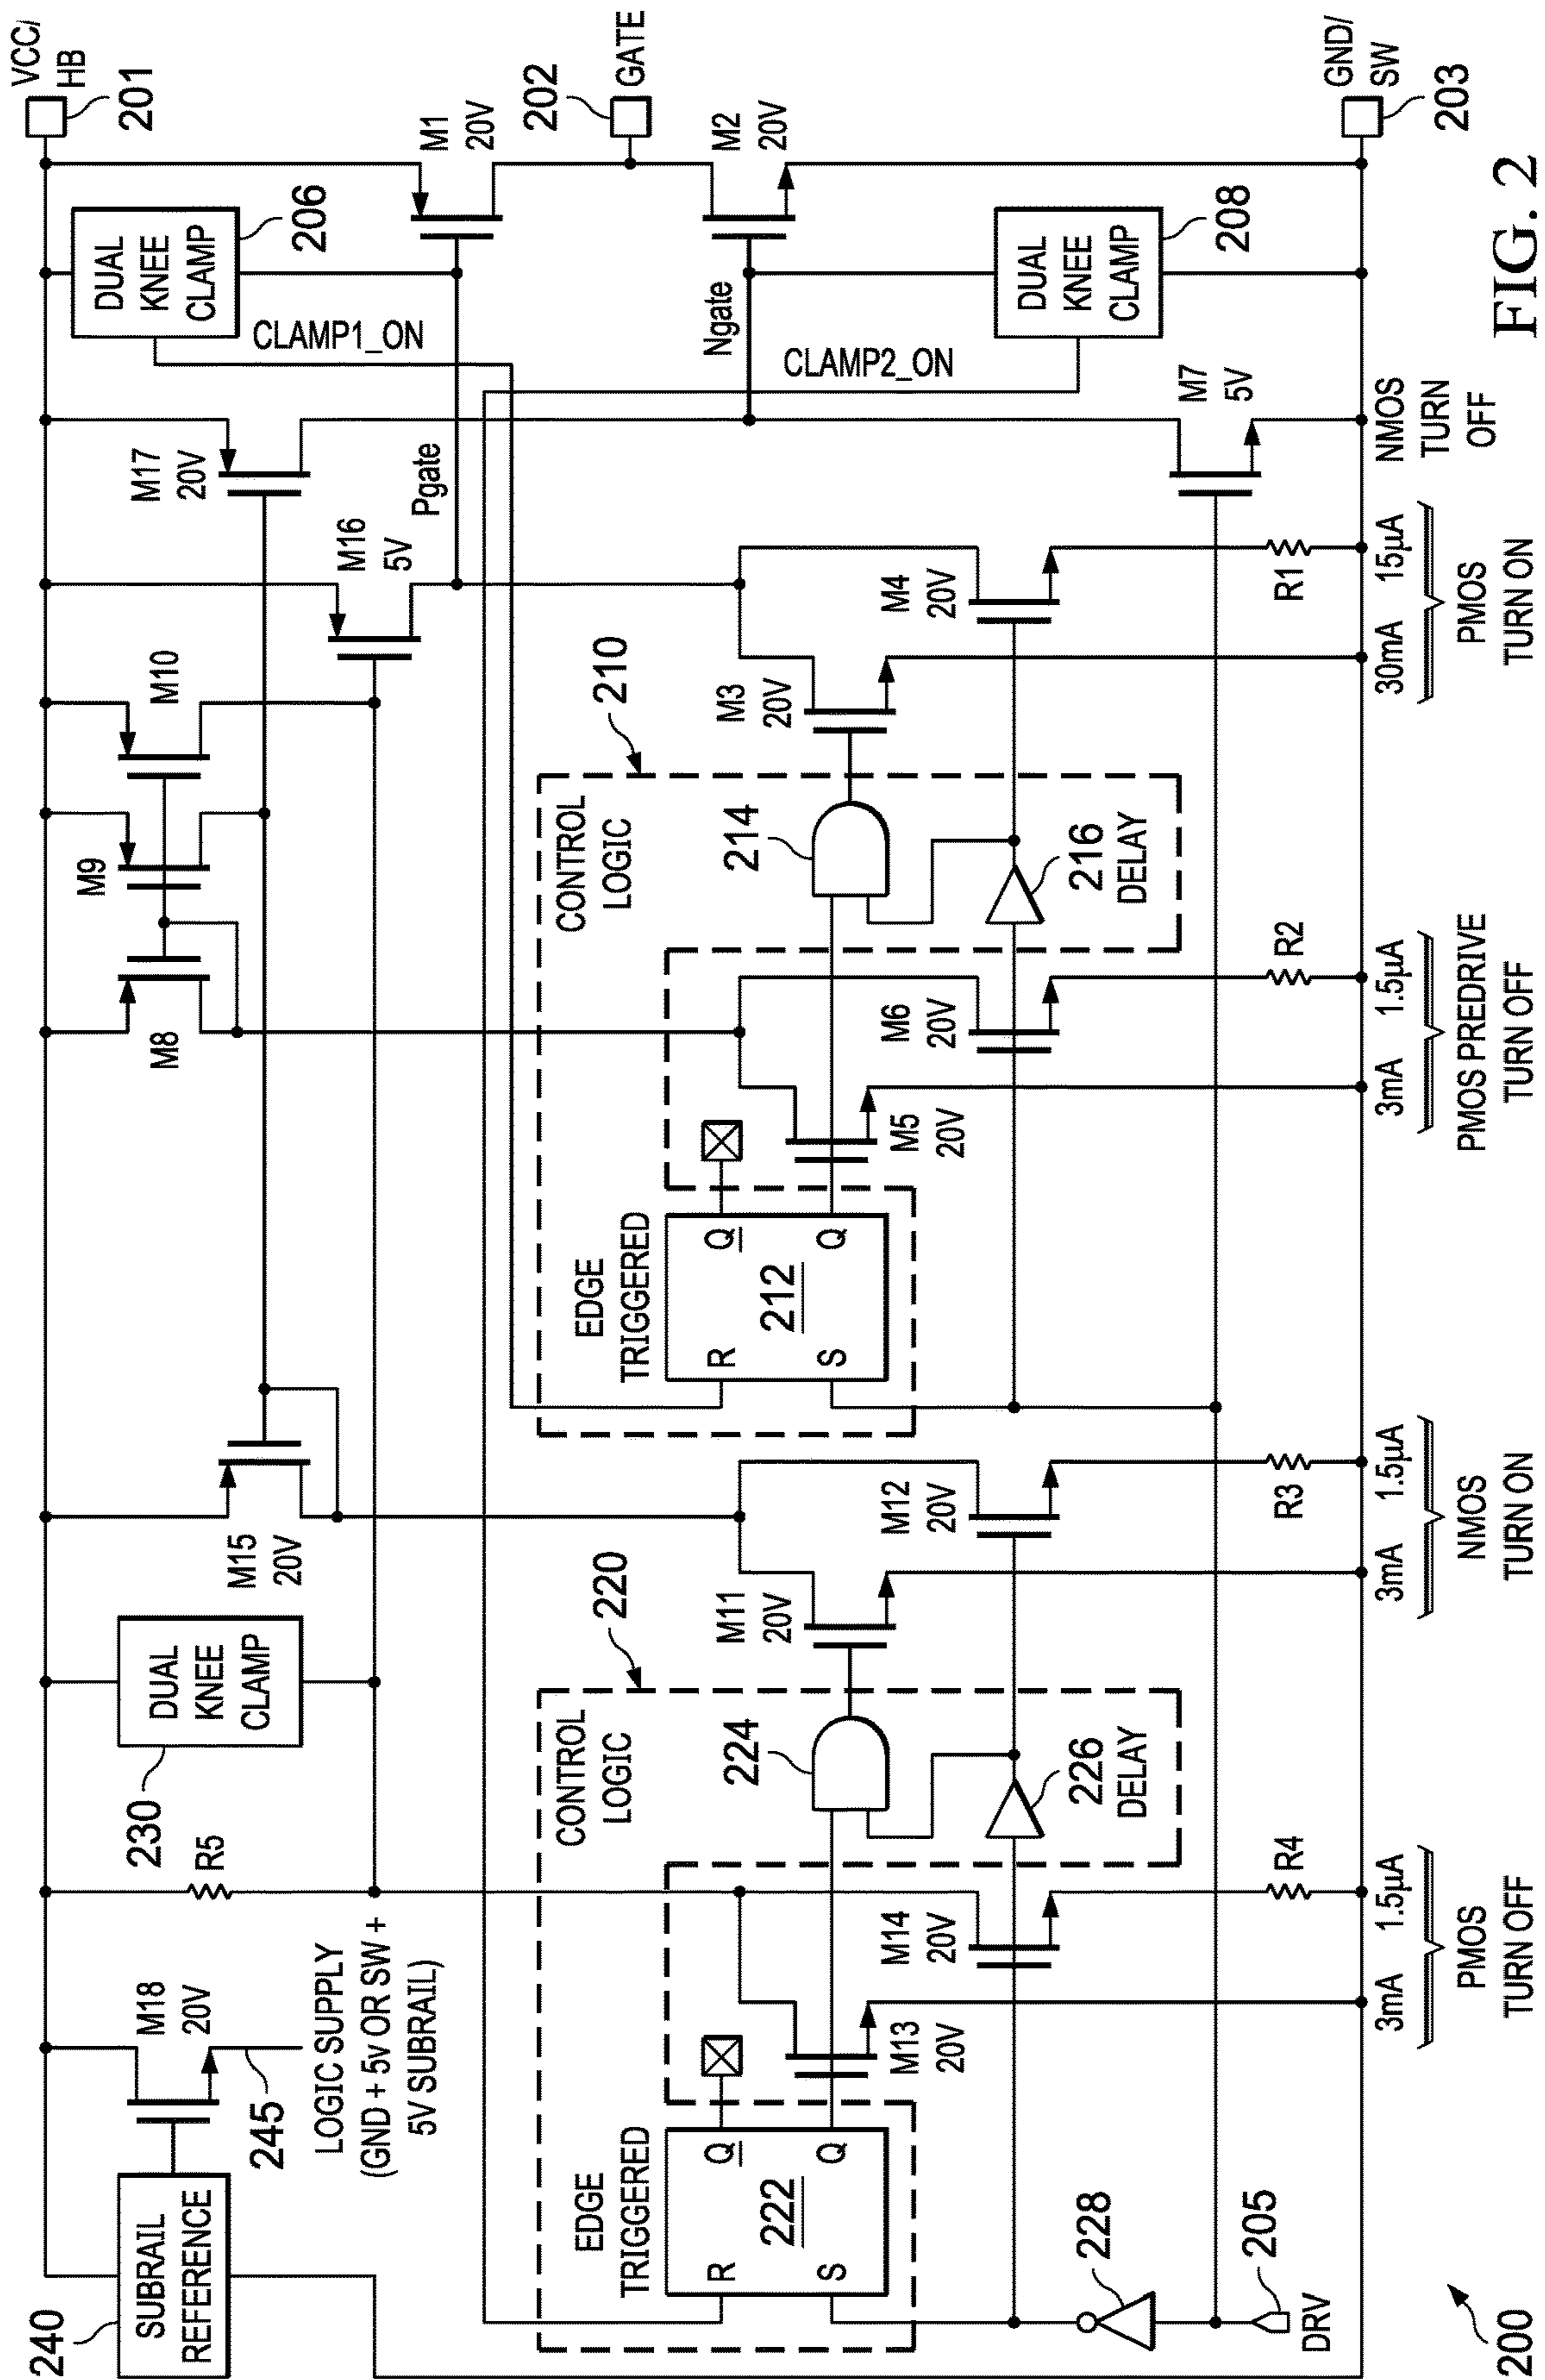 VCC/
HB
201
240
SUBRAIL
REFERENCE
M18
20V
245
LOGIC SUPPLY
(GND + 5v OR SW +
5V SUBRAIL)
R5
230
DUAL
KNEE
CLAMP
M15
20V
M8
M9
M10
M16
5V
M17
20V
DUAL
KNEE
CLAMP
206
CLAMP1_ON
Pgate
M1
20V
202
GATE
Ngate
M2
20V
CLAMP2_ON
DUAL
KNEE
CLAMP
208
M7
5V
EDGE
TRIGGERED
R
Q
222
S
Q
CONTROL
LOGIC
220
224
226
DELAY
M13
20V
M14
20V
M11
20V
M12
20V
EDGE
TRIGGERED
R
Q
212
S
Q
CONTROL
LOGIC
210
214
216
DELAY
M5
20V
M6
20V
M3
20V
M4
20V
228
205
DRV
R4
R3
R2
R1
GND/
SW
203
3mA
1.5µA
PMOS
TURN OFF
3mA
1.5µA
NMOS
TURN ON
3mA
1.5µA
PMOS PREDRIVE
TURN OFF
30mA
15µA
PMOS
TURN ON
NMOS
TURN
OFF
200
FIG. 2